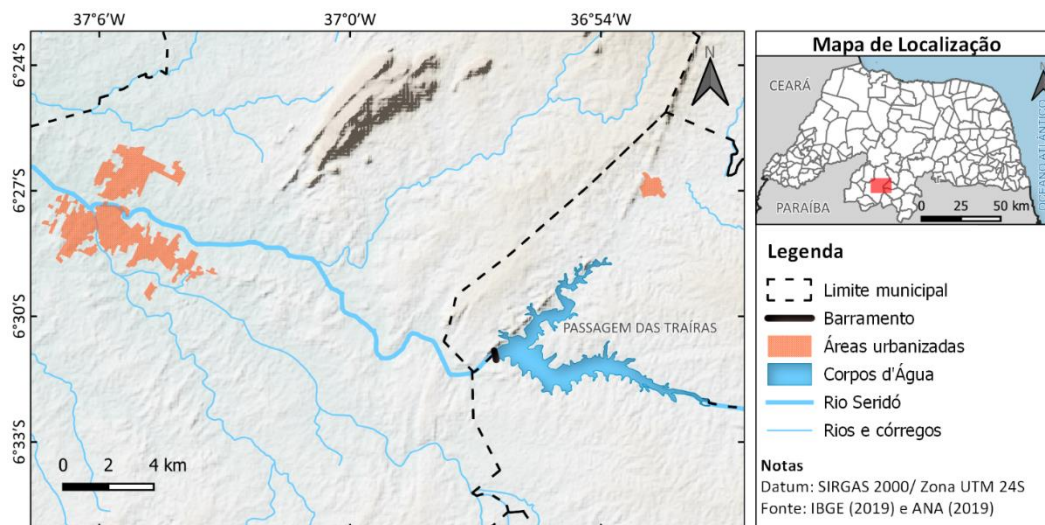 37°6'W
37°0'W
36°54'W
6°24'S
6°27'S
6°30'S
6°33'S
N
PASSAGEM DAS TRAÍRAS
0 2 4 km
Mapa de Localização
CEARÁ
N
OCEANO ATLÂNTICO
PARAÍBA
0 25 50 km
Legenda
Limite municipal
Barramento
Áreas urbanizadas
Corpos d'Água
Rio Seridó
Rios e córregos
Notas
Datum: SIRGAS 2000/ Zona UTM 24S
Fonte: IBGE (2019) e ANA (2019)